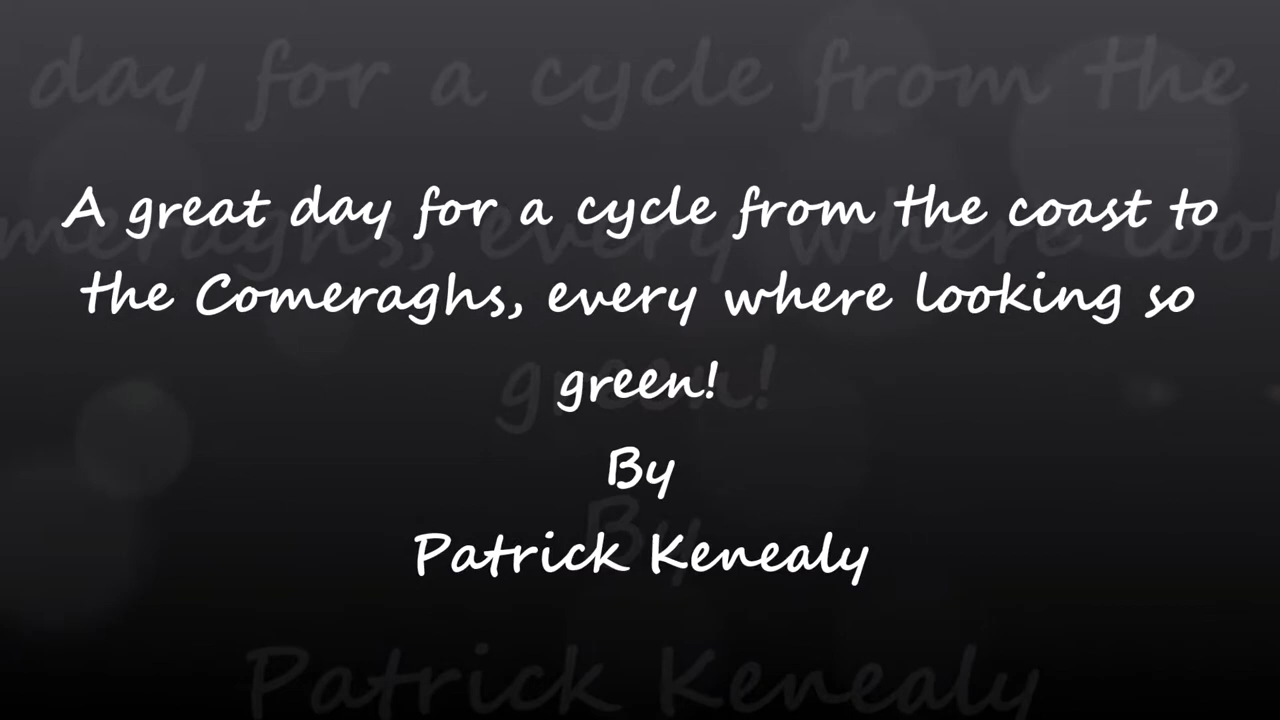 A great day for a cycle from the coast to
the Comeraghs, every where looking so
green!
By
Patrick Kenealy